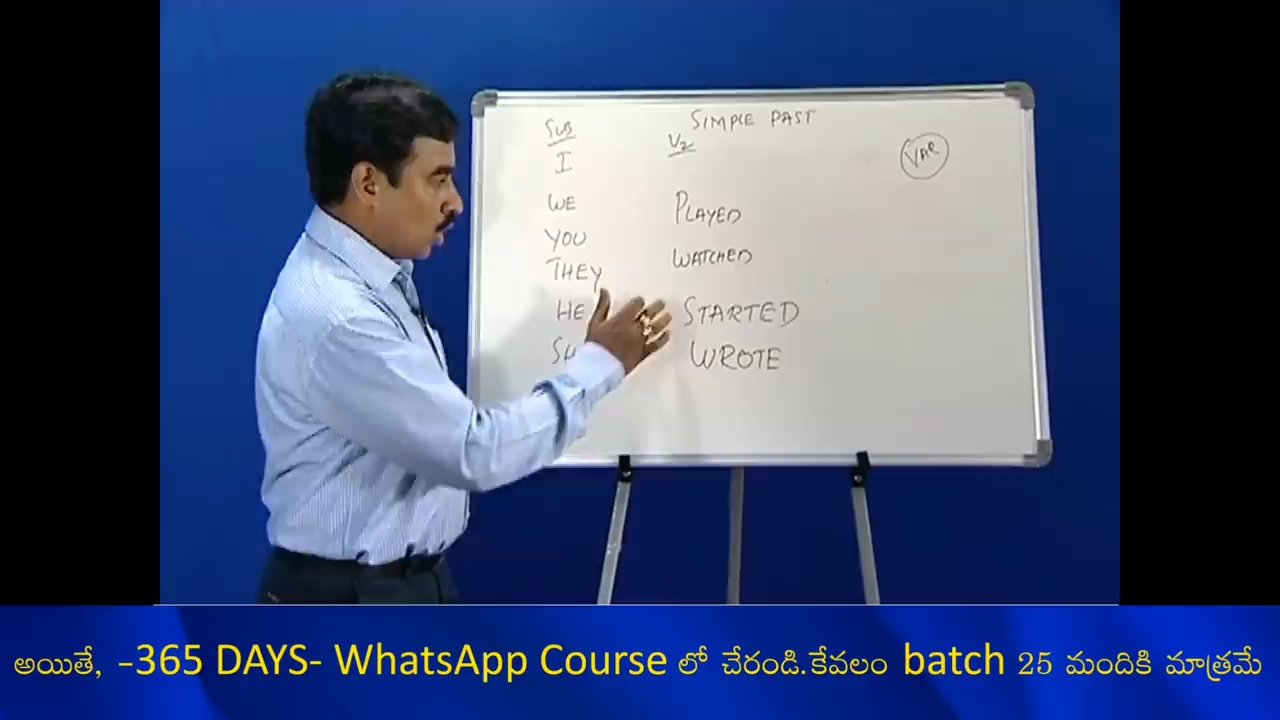 SIMPLE PAST
SUB
V2
VAR
I
WE
PLAYED
YOU
WATCHED
THEY
HE
STARTED
WROTE
అయితే, –365 DAYS- WhatsApp Course లో చేరండి.కేవలం batch 25 మందికి మాత్రమే